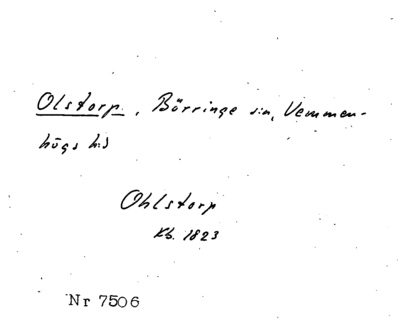 Olstorp, Börringe sn, Vemmen-
högs hd
Ohlstorp
Kb. 1823
Nr 7506